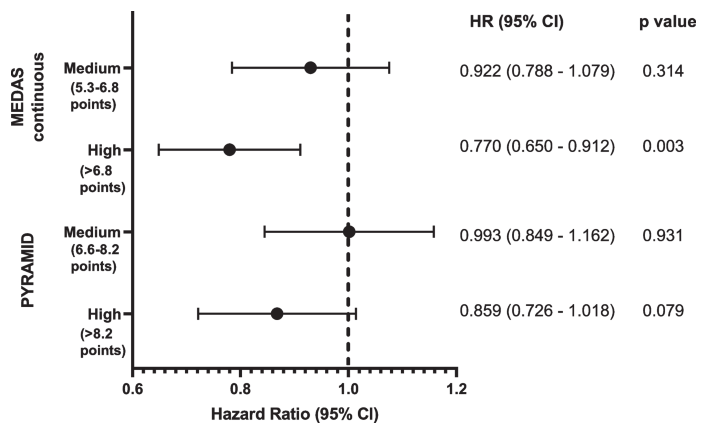 HR (95% CI) p value
MEDAS
continuous
Medium 0.922 (0.788 - 1.079) 0.314
(5.3-6.8
points)
High 0.770 (0.650 - 0.912) 0.003
(>6.8
points)
PYRAMID
Medium 0.993 (0.849 - 1.162) 0.931
(6.6-8.2
points)
High 0.859 (0.726 - 1.018) 0.079
(>8.2
points)
0.6 0.8 1.0 1.2
Hazard Ratio (95% CI)